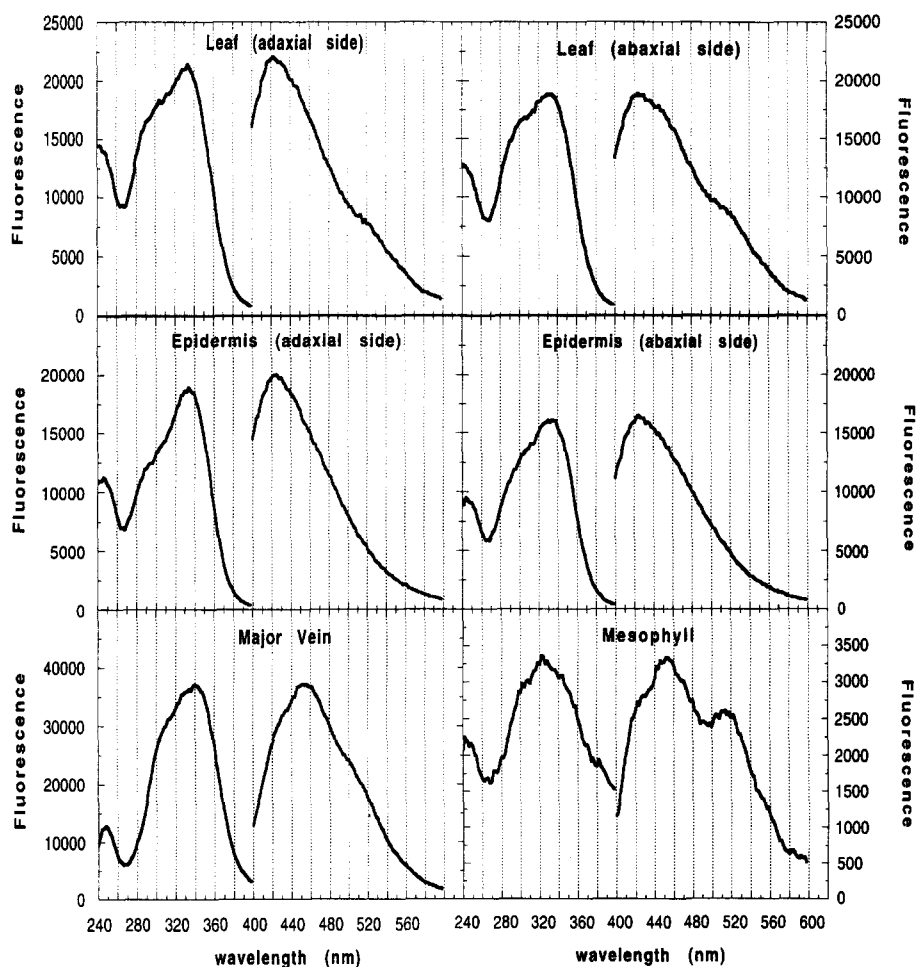 Leaf (adaxial side)
25000
20000
15000
10000
5000
0
Fluorescence
Leaf (abaxial side)
25000
20000
15000
10000
5000
0
Fluorescence
Epidermis (adaxial side)
20000
15000
10000
5000
0
Fluorescence
Epidermis (abaxial side)
20000
15000
10000
5000
0
Fluorescence
Major Vein
40000
30000
20000
10000
0
Fluorescence
240 280 320 360 400 440 480 520 560
wavelength (nm)
Mesophyll
3500
3000
2500
2000
1500
1000
500
0
Fluorescence
240 280 320 360 400 440 480 520 560 600
wavelength (nm)